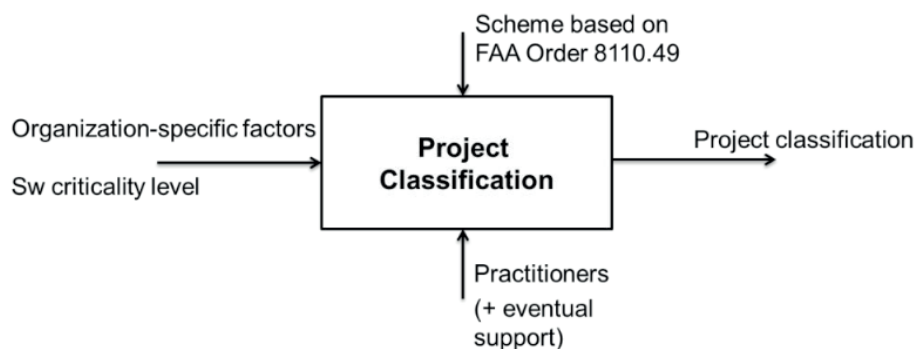 Scheme based on
FAA Order 8110.49
Organization-specific factors
Sw criticality level
Project
Classification
Project classification
Practitioners
(+ eventual
support)